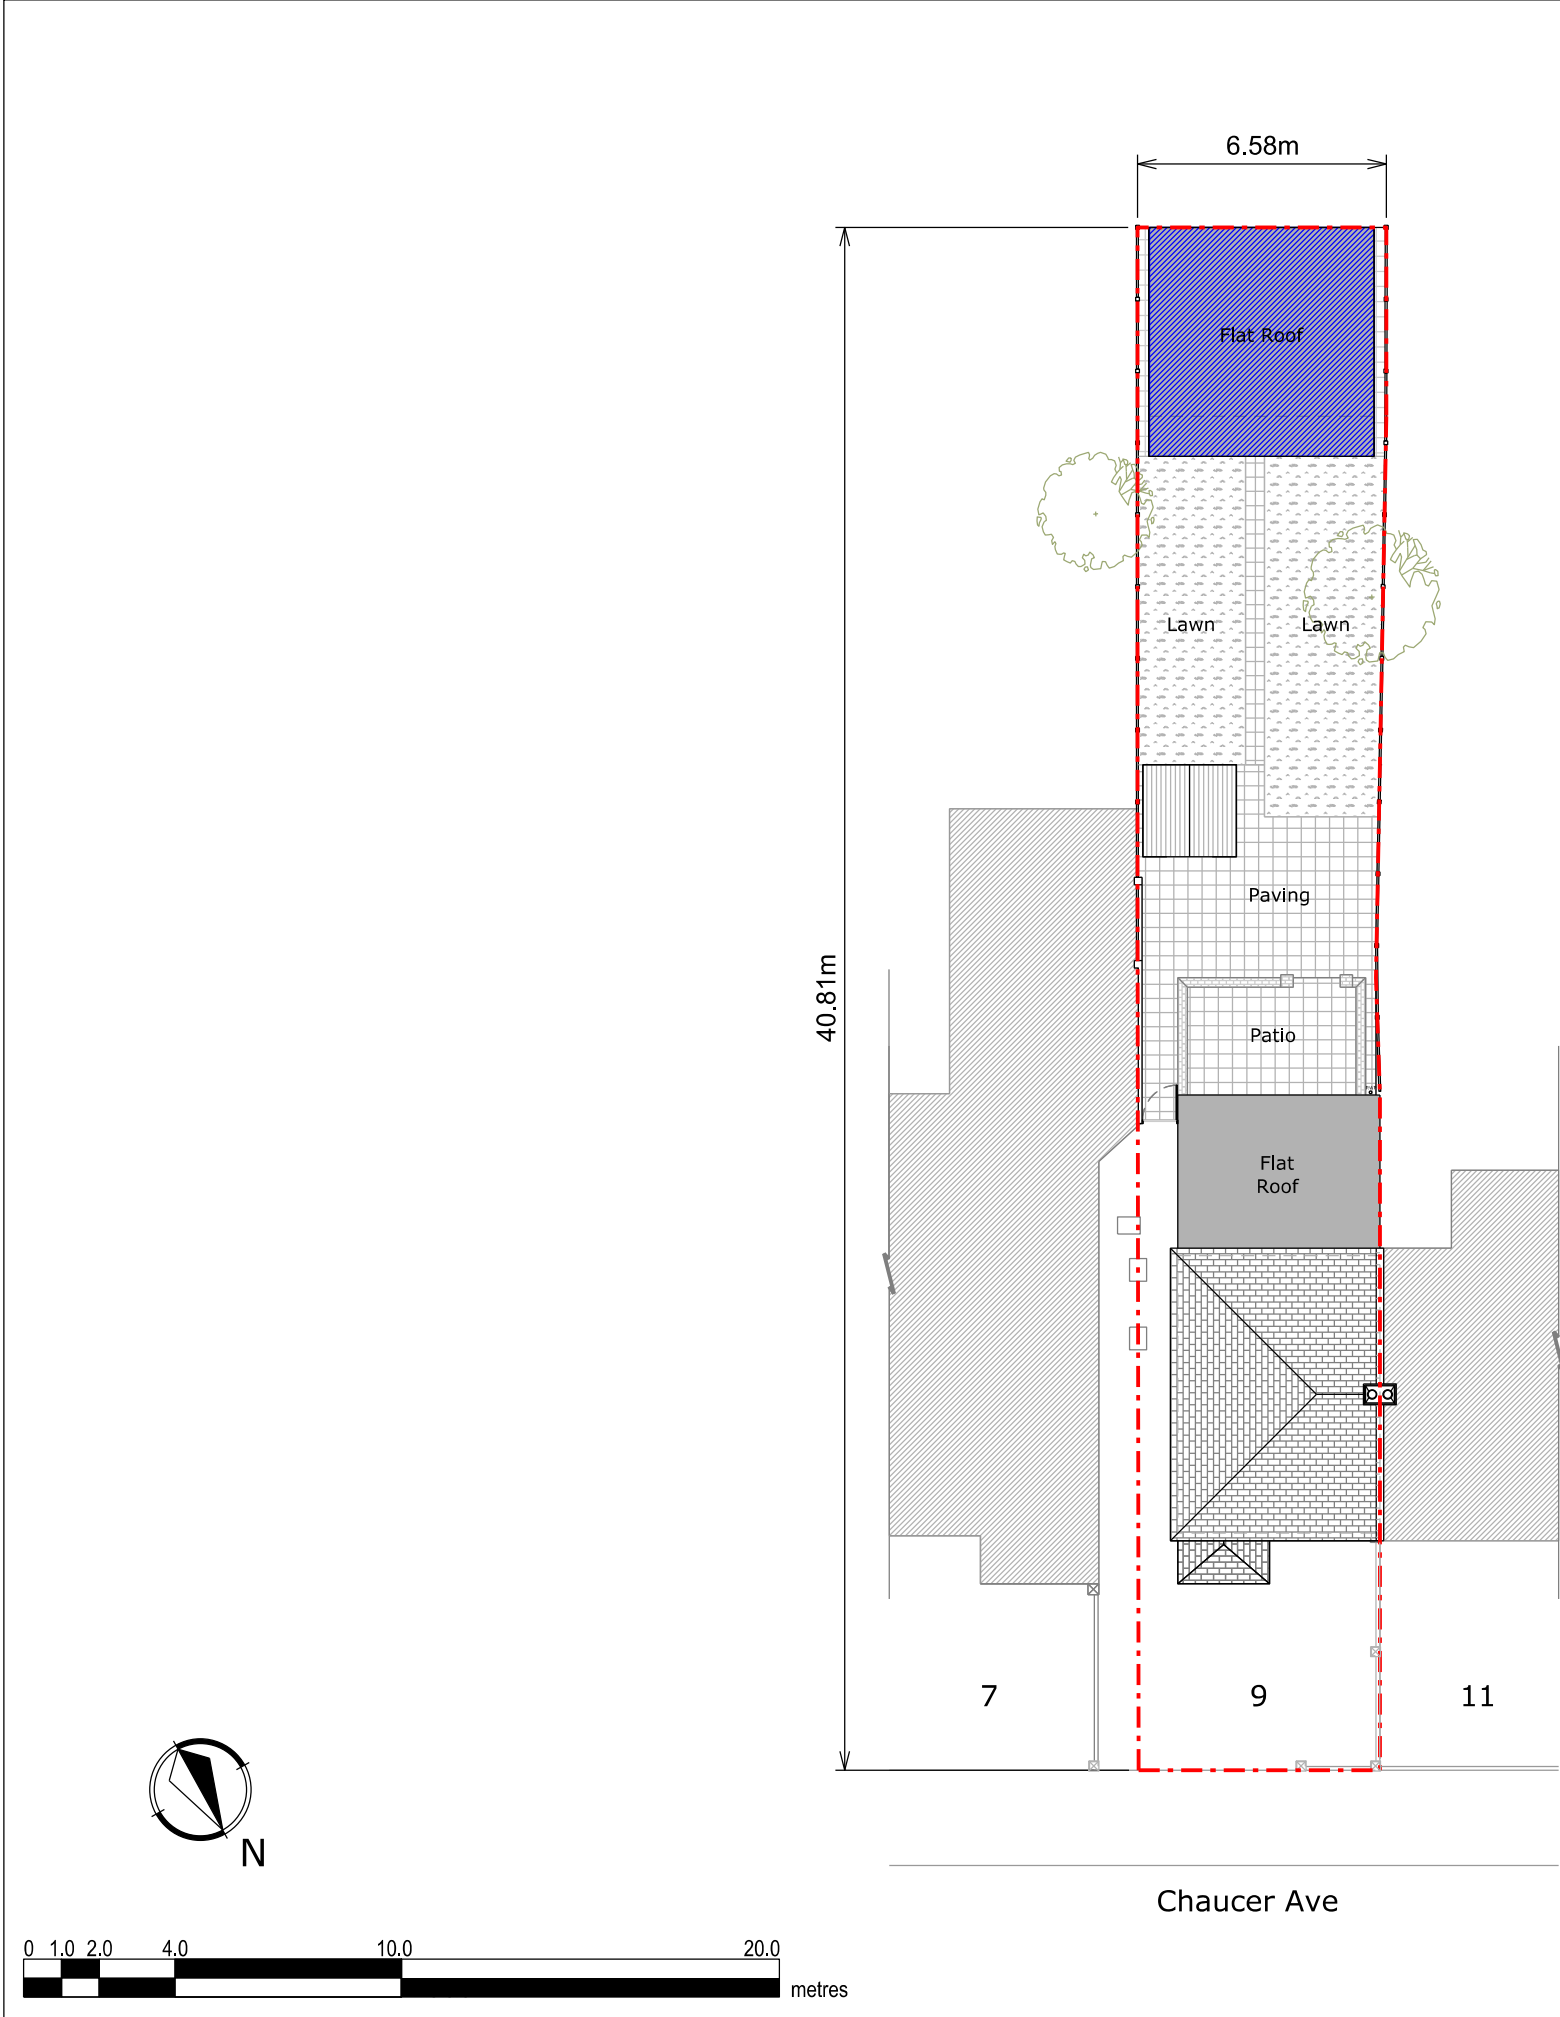 6.58m
Flat Roof
Lawn
Lawn
Paving
40.81m
Patio
Flat
Roof
7
9
11
N
Chaucer Ave
0 1.0 2.0 4.0 10.0 20.0
metres